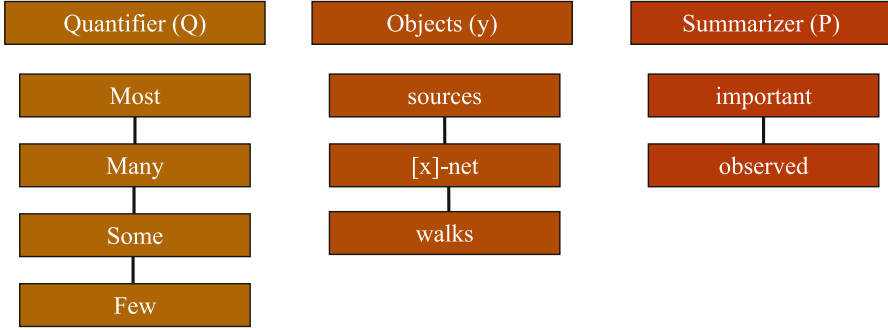 Quantifier (Q)
Most
Many
Some
Few
Objects (y)
sources
[x]-net
walks
Summarizer (P)
important
observed